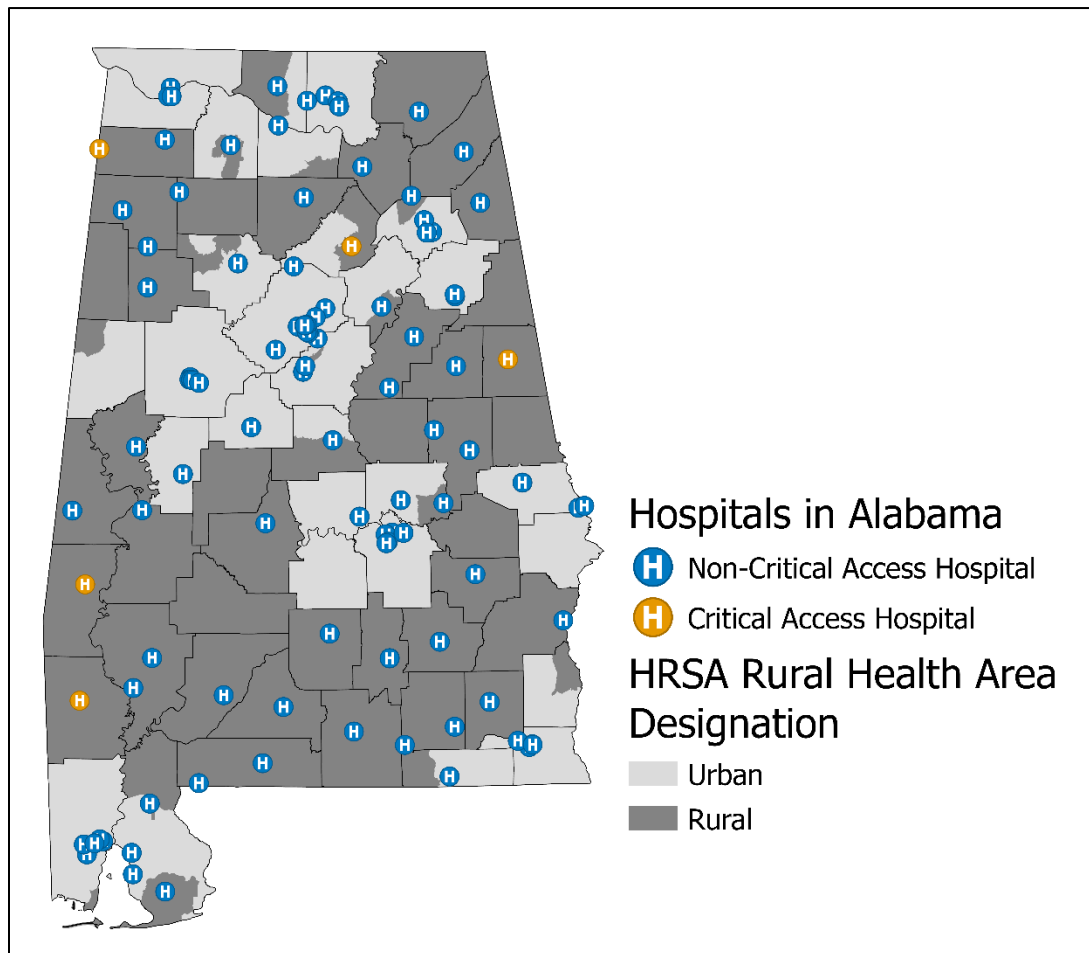 Hospitals in Alabama
H Non-Critical Access Hospital
H Critical Access Hospital
HRSA Rural Health Area
Designation
Urban
Rural